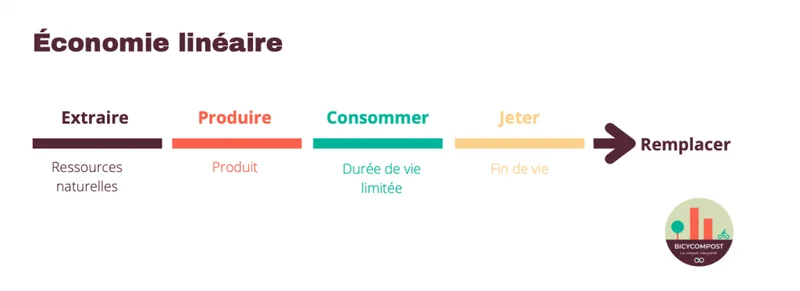 Économie linéaire
Extraire
Produire
Consommer
Jeter
Remplacer
Ressources
naturelles
Produit
Durée de vie
limitée
Fin de vie
BICYCOMPOST